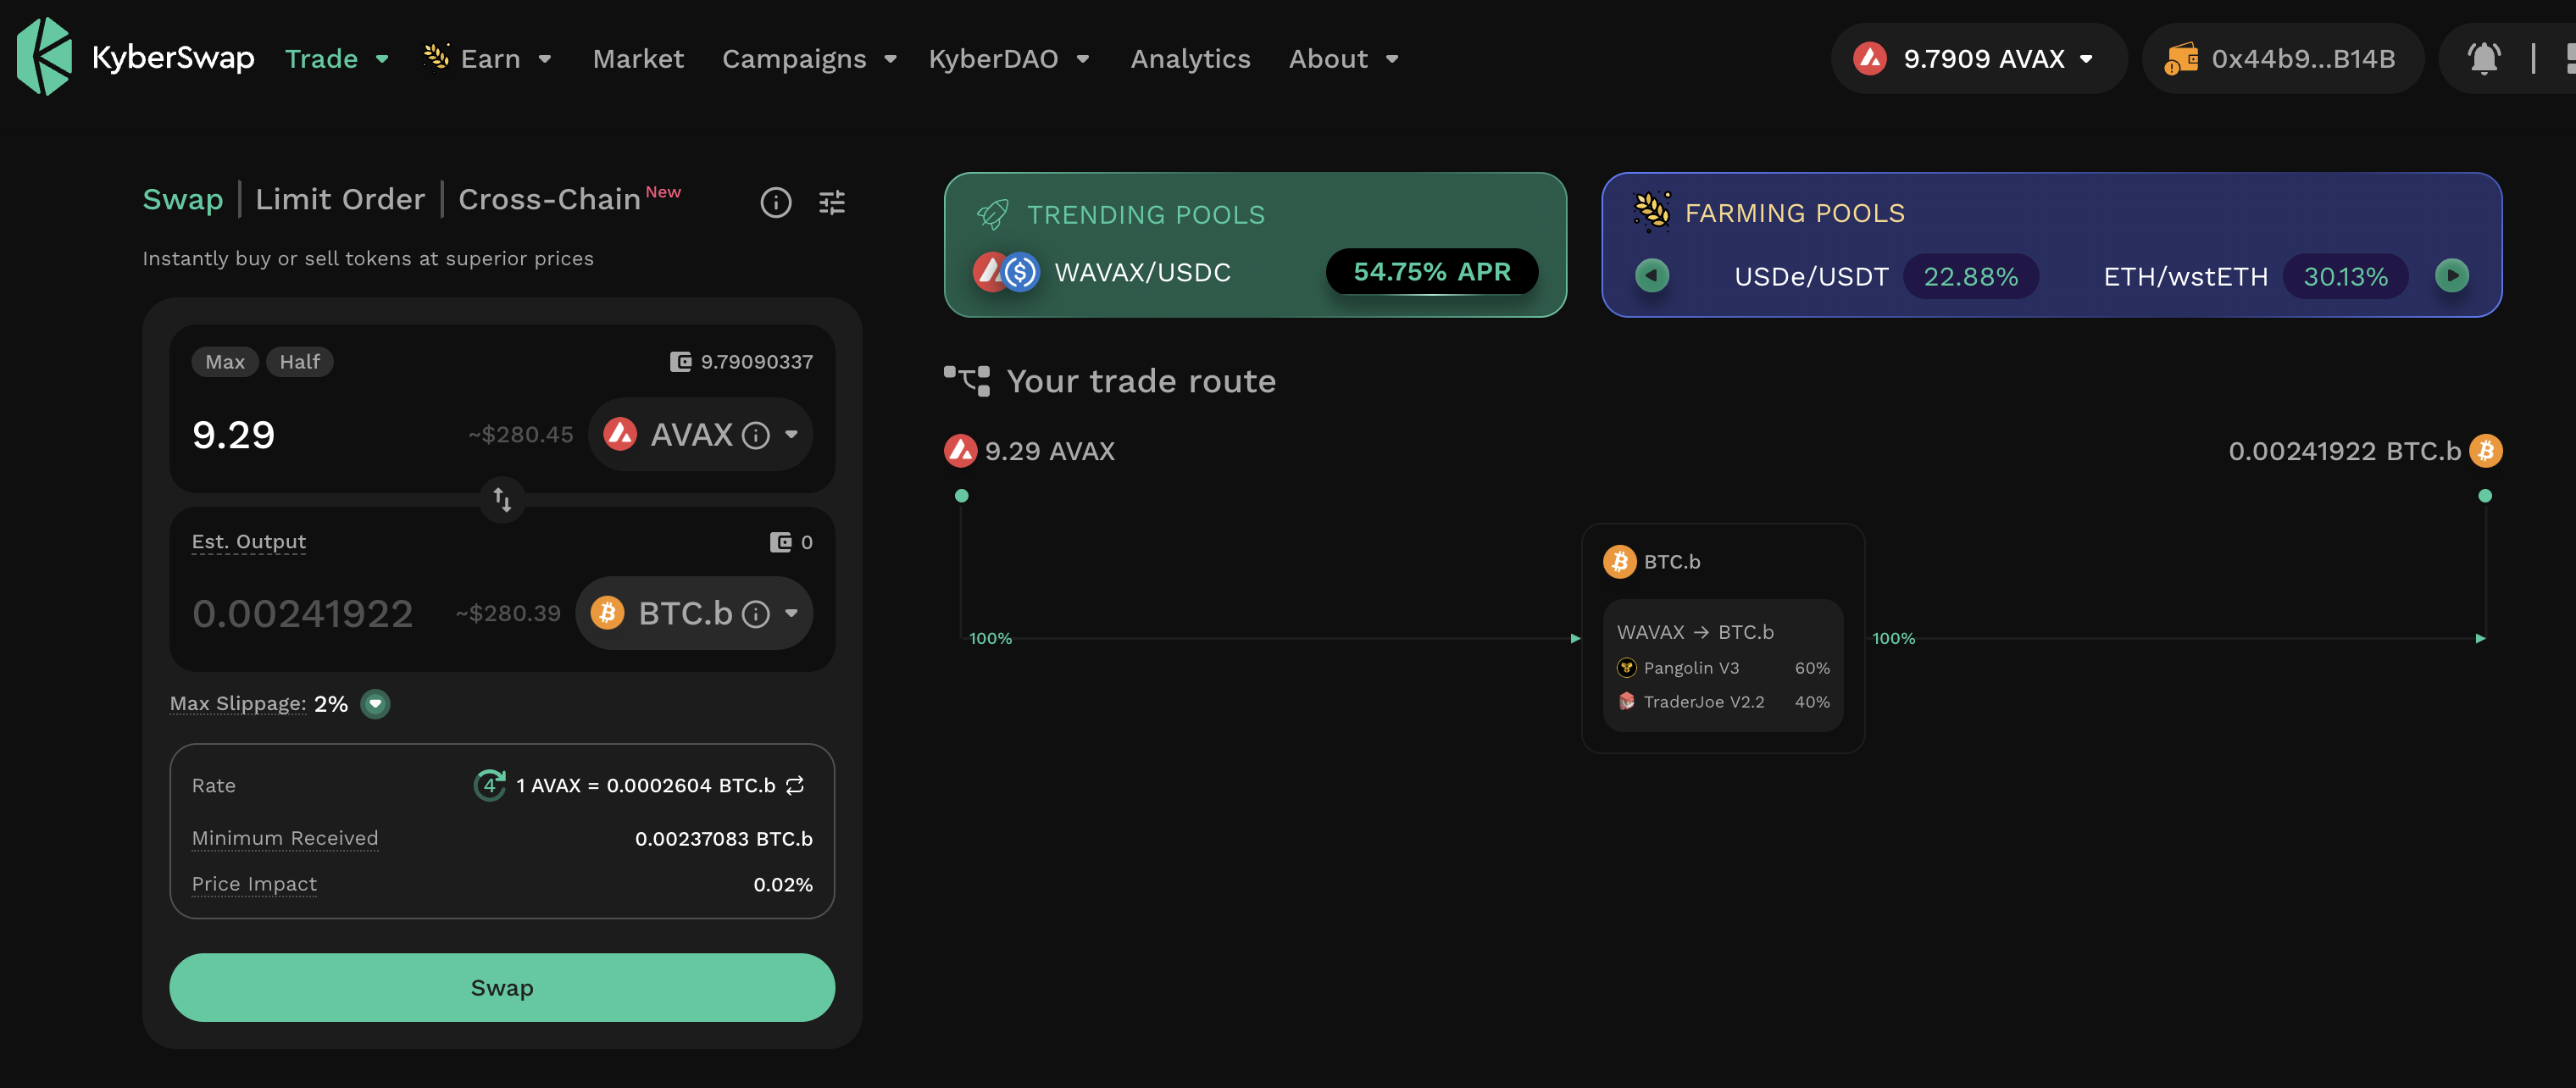 KyberSwap Trade Earn Market Campaigns KyberDAO Analytics About 9.7909 AVAX 0x44b9...B14B
Swap | Limit Order | Cross-Chain New
Instantly buy or sell tokens at superior prices
Max Half 9.79090337
9.29 ~$280.45 AVAX
Est. Output 0
0.00241922 ~$280.39 BTC.b
Max Slippage: 2%
Rate 4 1 AVAX = 0.0002604 BTC.b
Minimum Received 0.00237083 BTC.b
Price Impact 0.02%
Swap
TRENDING POOLS
WAVAX/USDC 54.75% APR
FARMING POOLS
USDe/USDT 22.88% ETH/wstETH 30.13%
Your trade route
9.29 AVAX 0.00241922 BTC.b
BTC.b
WAVAX → BTC.b
100% 100%
Pangolin V3 60%
TraderJoe V2.2 40%